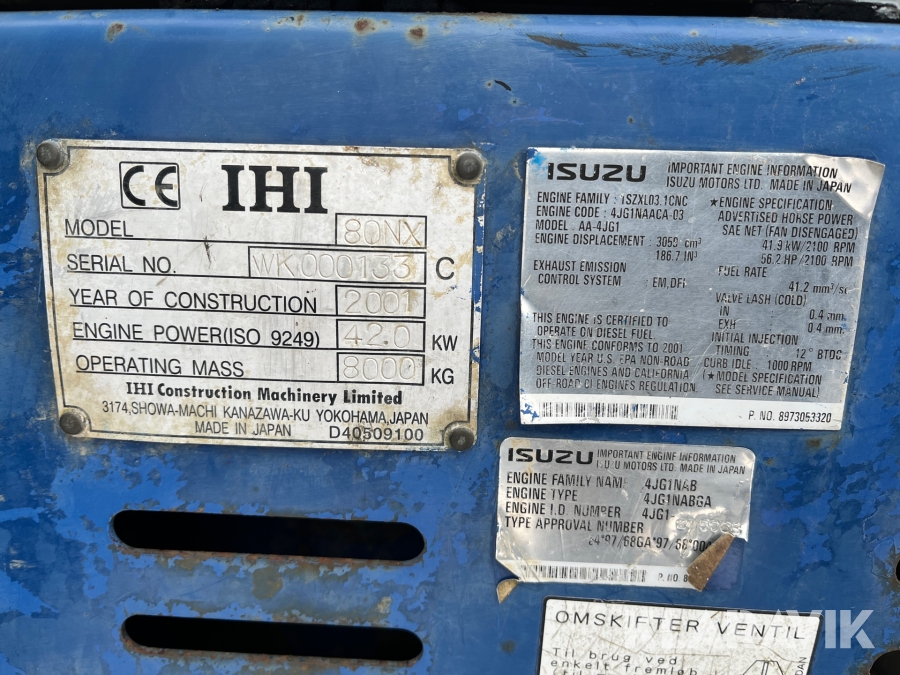 CE IHI
MODEL 80NX
SERIAL NO. WK000133 C
YEAR OF CONSTRUCTION 2001
ENGINE POWER(ISO 9249) 42.0 KW
OPERATING MASS 8000 KG
IHI Construction Machinery Limited
3174,SHOWA-MACHI KANAZAWA-KU YOKOHAMA,JAPAN
MADE IN JAPAN D40509100
ISUZU IMPORTANT ENGINE INFORMATION
ISUZU MOTORS LTD. MADE IN JAPAN
ENGINE FAMILY : 1SZXL03.1CNC
ENGINE CODE : 4JG1NAACA-03
MODEL : AA-4JG1
ENGINE DISPLACEMENT : 3059 cm³
186.7 IN³
EXHAUST EMISSION
CONTROL SYSTEM : EM,DFI
THIS ENGINE IS CERTIFIED TO
OPERATE ON DIESEL FUEL.
THIS ENGINE CONFORMS TO 2001
MODEL YEAR U.S. EPA NON-ROAD
DIESEL ENGINES AND CALIFORNIA
OFF-ROAD CI ENGINES REGULATION.
★ENGINE SPECIFICATION
ADVERTISED HORSE POWER
SAE NET (FAN DISENGAGED)
41.9 kW/2100 RPM
56.2 HP/2100 RPM
FUEL RATE
41.2 mm³/st
VALVE LASH (COLD)
IN 0.4 mm
EXH 0.4 mm
INITIAL INJECTION
TIMING 12° BTDC
CURB IDLE : 1000 RPM
(★MODEL SPECIFICATION
SEE SERVICE MANUAL)
P. NO. 8973053320
ISUZU IMPORTANT ENGINE INFORMATION
MOTORS LTD. MADE IN JAPAN
ENGINE FAMILY NAME 4JG1NAB
ENGINE TYPE 4JG1NABGA
ENGINE I.D. NUMBER 4JG1-
TYPE APPROVAL NUMBER
P. NO. 8
OMSKIFTER VENTIL
Til brug ved
enkelt fremløb